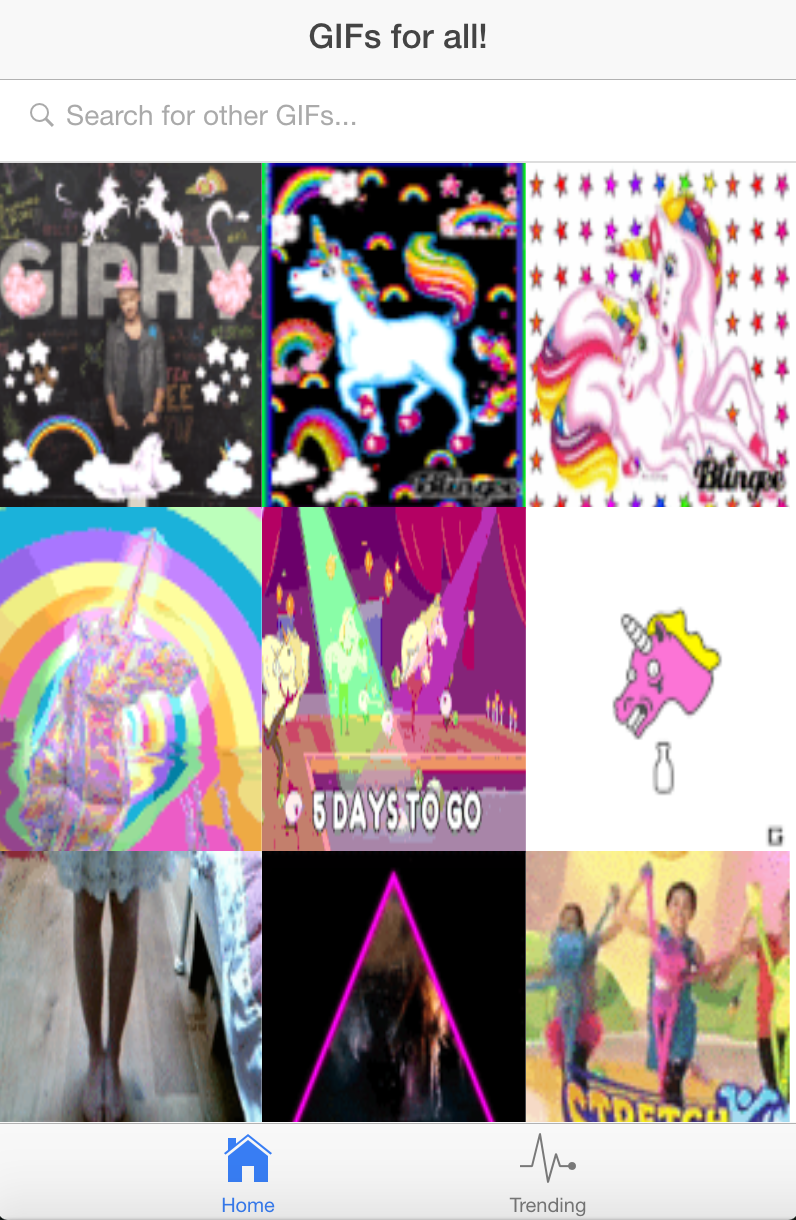 GIFs for all!
Search for other GIFs...
GIPHY
Blingee
Blingee
5 DAYS TO GO
G
STRETCH
Home
Trending